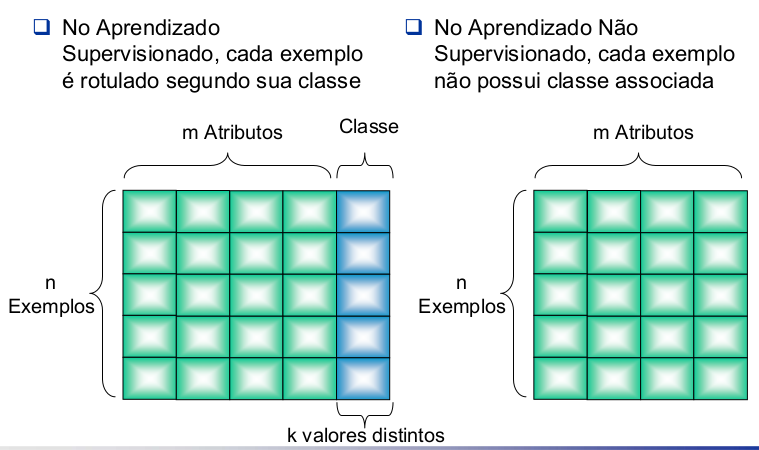 No Aprendizado
Supervisionado, cada exemplo
é rotulado segundo sua classe
m Atributos
Classe
n
Exemplos
k valores distintos
No Aprendizado Não
Supervisionado, cada exemplo
não possui classe associada
m Atributos
n
Exemplos